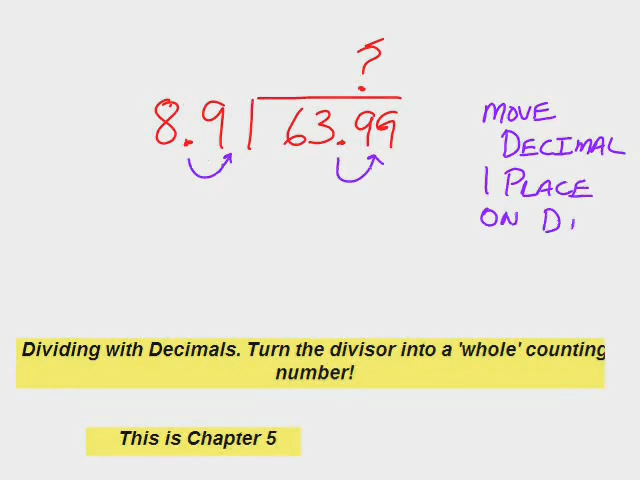 ?
8.9 63.99
MOVE
DECIMAL
1 PLACE
ON D
Dividing with Decimals. Turn the divisor into a 'whole' counting
number!
This is Chapter 5